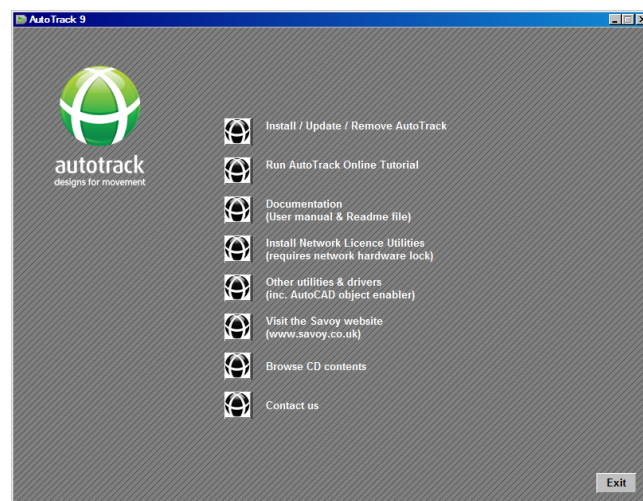 AutoTrack 9
autotrack
designs for movement
Install / Update / Remove AutoTrack
Run AutoTrack Online Tutorial
Documentation
(User manual & Readme file)
Install Network Licence Utilities
(requires network hardware lock)
Other utilities & drivers
(inc. AutoCAD object enabler)
Visit the Savoy website
(www.savoy.co.uk)
Browse CD contents
Contact us
Exit